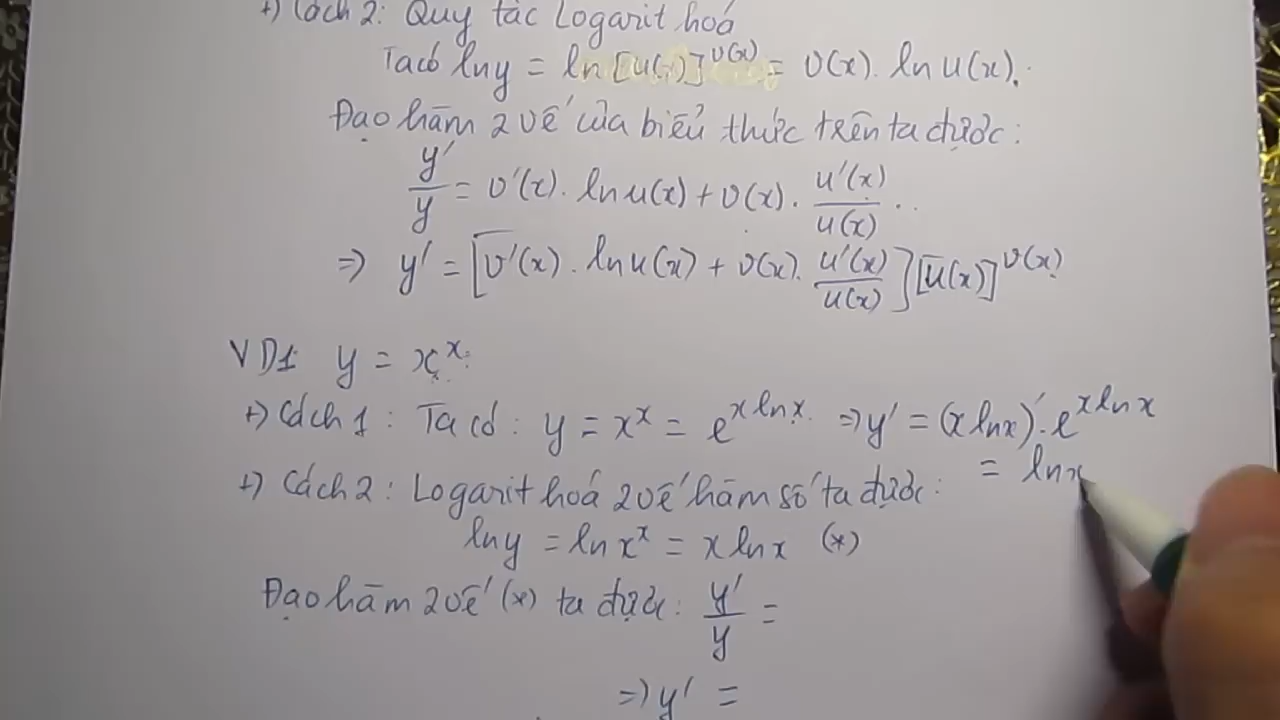 +) Cách 2: Quy tắc Logarit hoá
Ta có ln y = ln [u(x)]^v(x) = v(x). ln u(x).
Đạo hàm 2 vế của biểu thức trên ta được:
y'/y = v'(x). ln u(x) + v(x). u'(x)/u(x)
=> y' = [v'(x). ln u(x) + v(x). u'(x)/u(x)] [u(x)]^v(x)
VD1: y = x^x.
+) Cách 1: Ta có: y = x^x = e^(x ln x). => y' = (x ln x)'. e^(x ln x)
= ln x
+) Cách 2: Logarit hoá 2 vế hàm số ta được:
ln y = ln x^x = x ln x (*)
Đạo hàm 2 vế (*) ta được: y'/y =
=> y' =